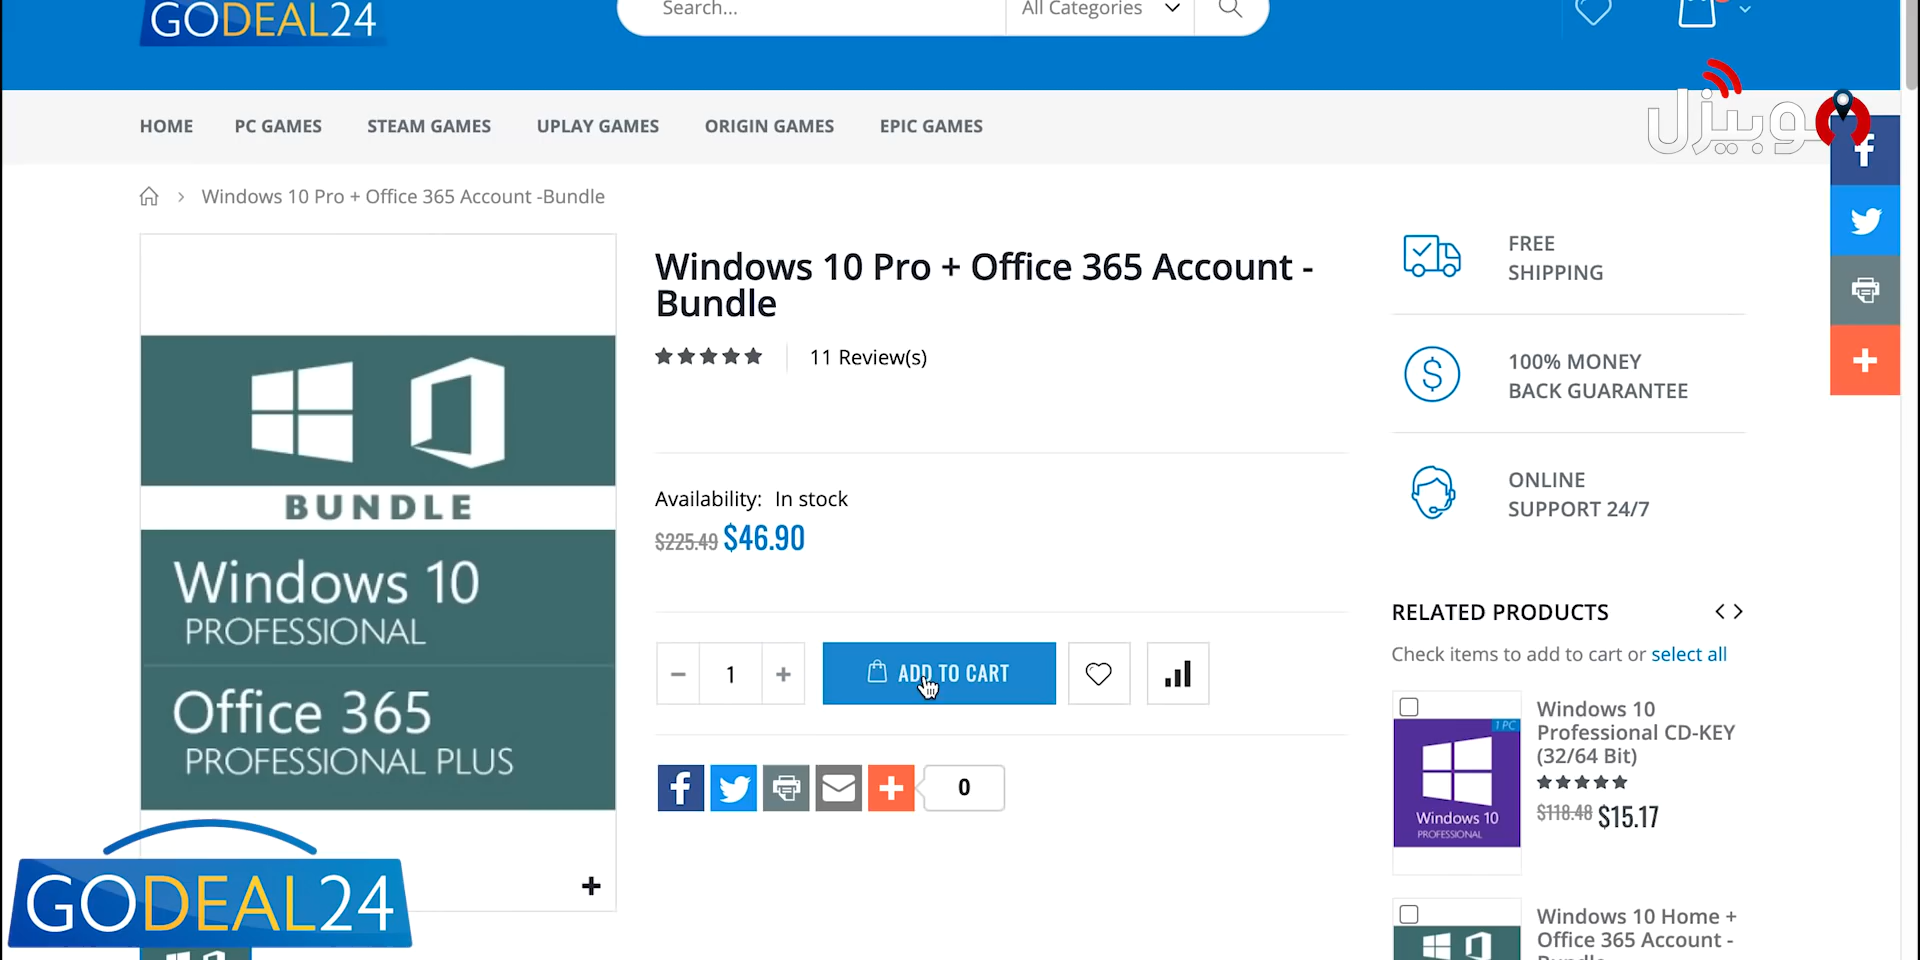 GODEAL24
Search...
All Categories
موبيزل
HOME
PC GAMES
STEAM GAMES
UPLAY GAMES
ORIGIN GAMES
EPIC GAMES
Windows 10 Pro + Office 365 Account -Bundle
BUNDLE
Windows 10
PROFESSIONAL
Office 365
PROFESSIONAL PLUS
Windows 10 Pro + Office 365 Account -
Bundle
11 Review(s)
Availability: In stock
$225.49 $46.90
1
ADD TO CART
0
FREE
SHIPPING
100% MONEY
BACK GUARANTEE
ONLINE
SUPPORT 24/7
RELATED PRODUCTS
Check items to add to cart or select all
1 PC
Windows 10
PROFESSIONAL
Windows 10
Professional CD-KEY
(32/64 Bit)
$118.48 $15.17
Windows 10 Home +
Office 365 Account -
GODEAL24